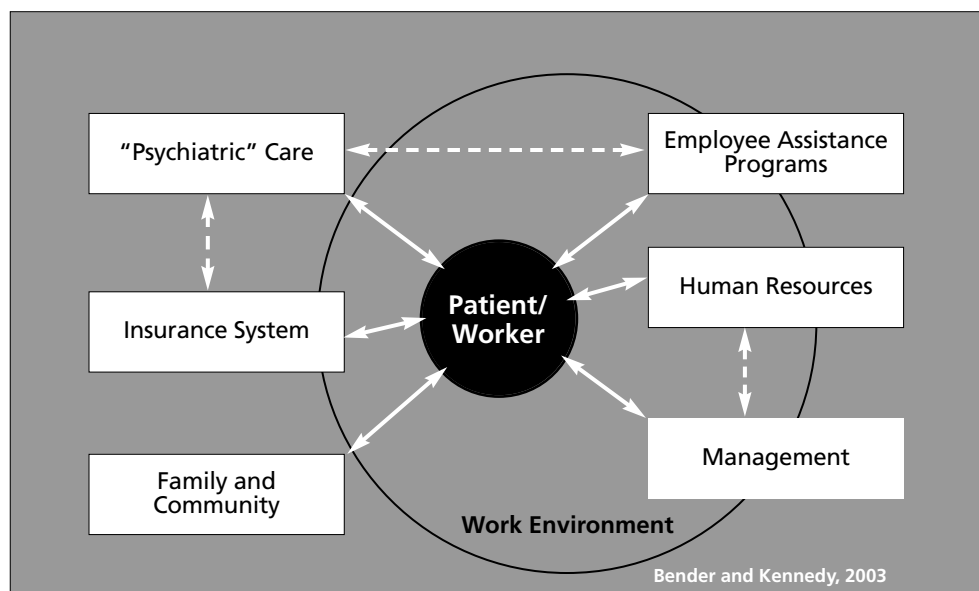 “Psychiatric” Care
Employee Assistance
Programs
Human Resources
Patient/
Worker
Insurance System
Management
Family and
Community
Work Environment
Bender and Kennedy, 2003